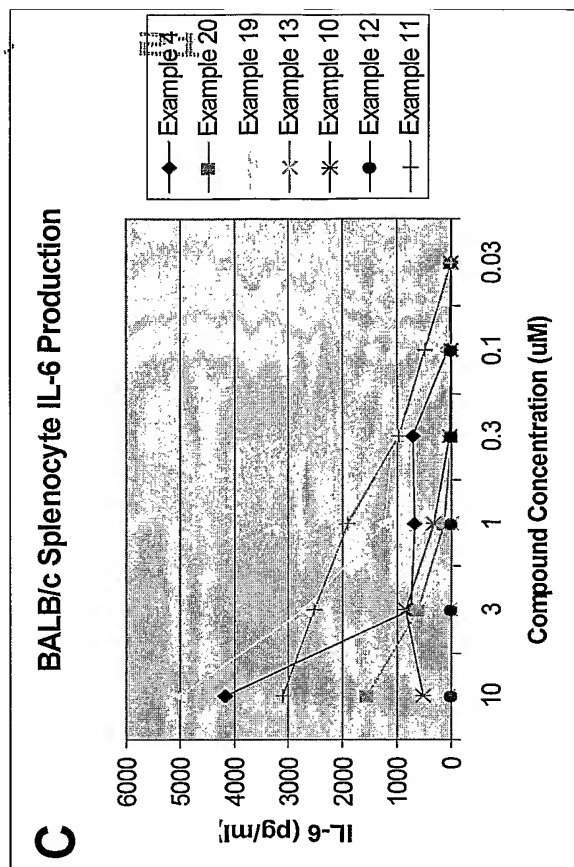 C
BALB/c Splenocyte IL-6 Production
IL-6 (pg/ml)
6000
5000
4000
3000
2000
1000
0
10
3
1
0.3
0.1
0.03
Compound Concentration (uM)
Example 4
Example 20
Example 19
Example 13
Example 10
Example 12
Example 11